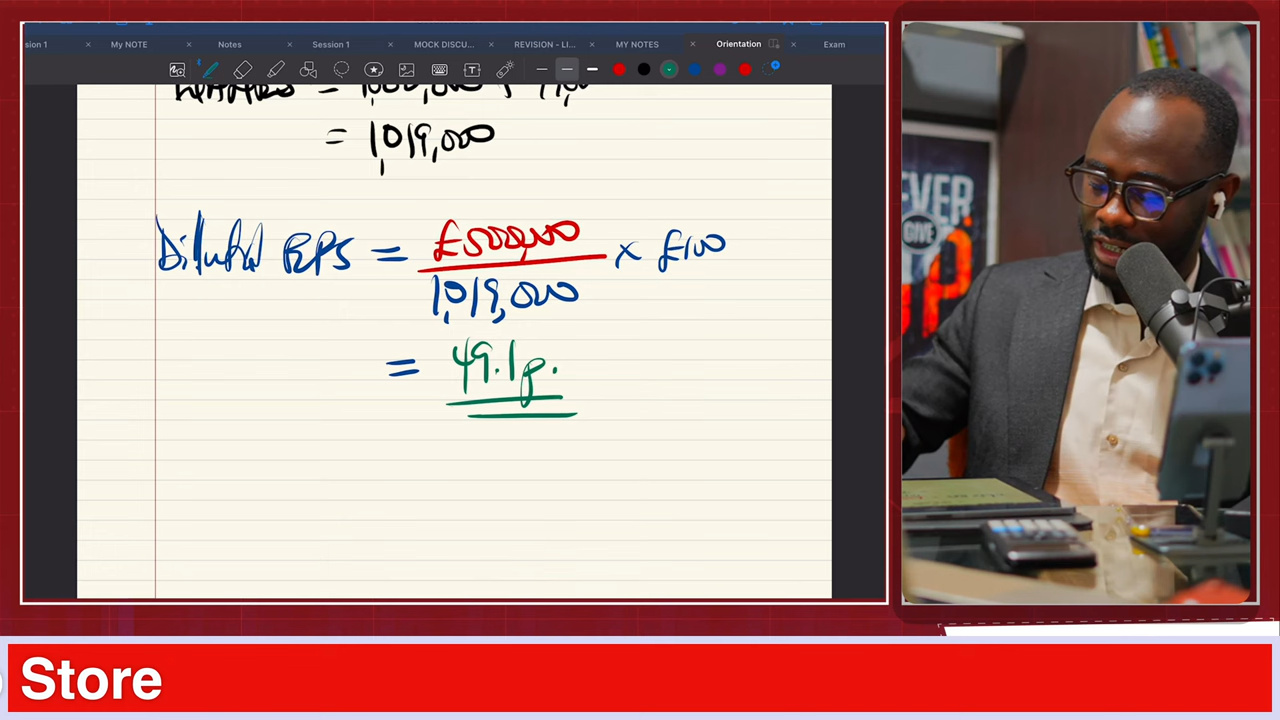 sion 1 × My NOTE × Notes × Session 1 × MOCK DISCU... × REVISION - LI... × MY NOTES × Orientation × Exam
= 1,019,000
Diluted EPS = £500,000 / 1,019,000 × £100
= 49.1p.
EVER
GIVE
UP
Store